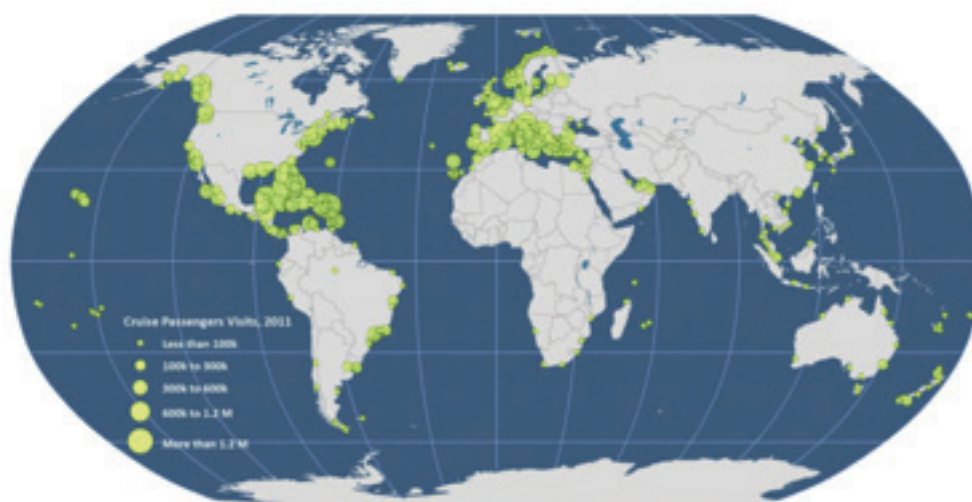 Cruise Passengers Visits, 2011
Less than 100k
100k to 300k
300k to 600k
600k to 1.2 M
More than 1.2 M